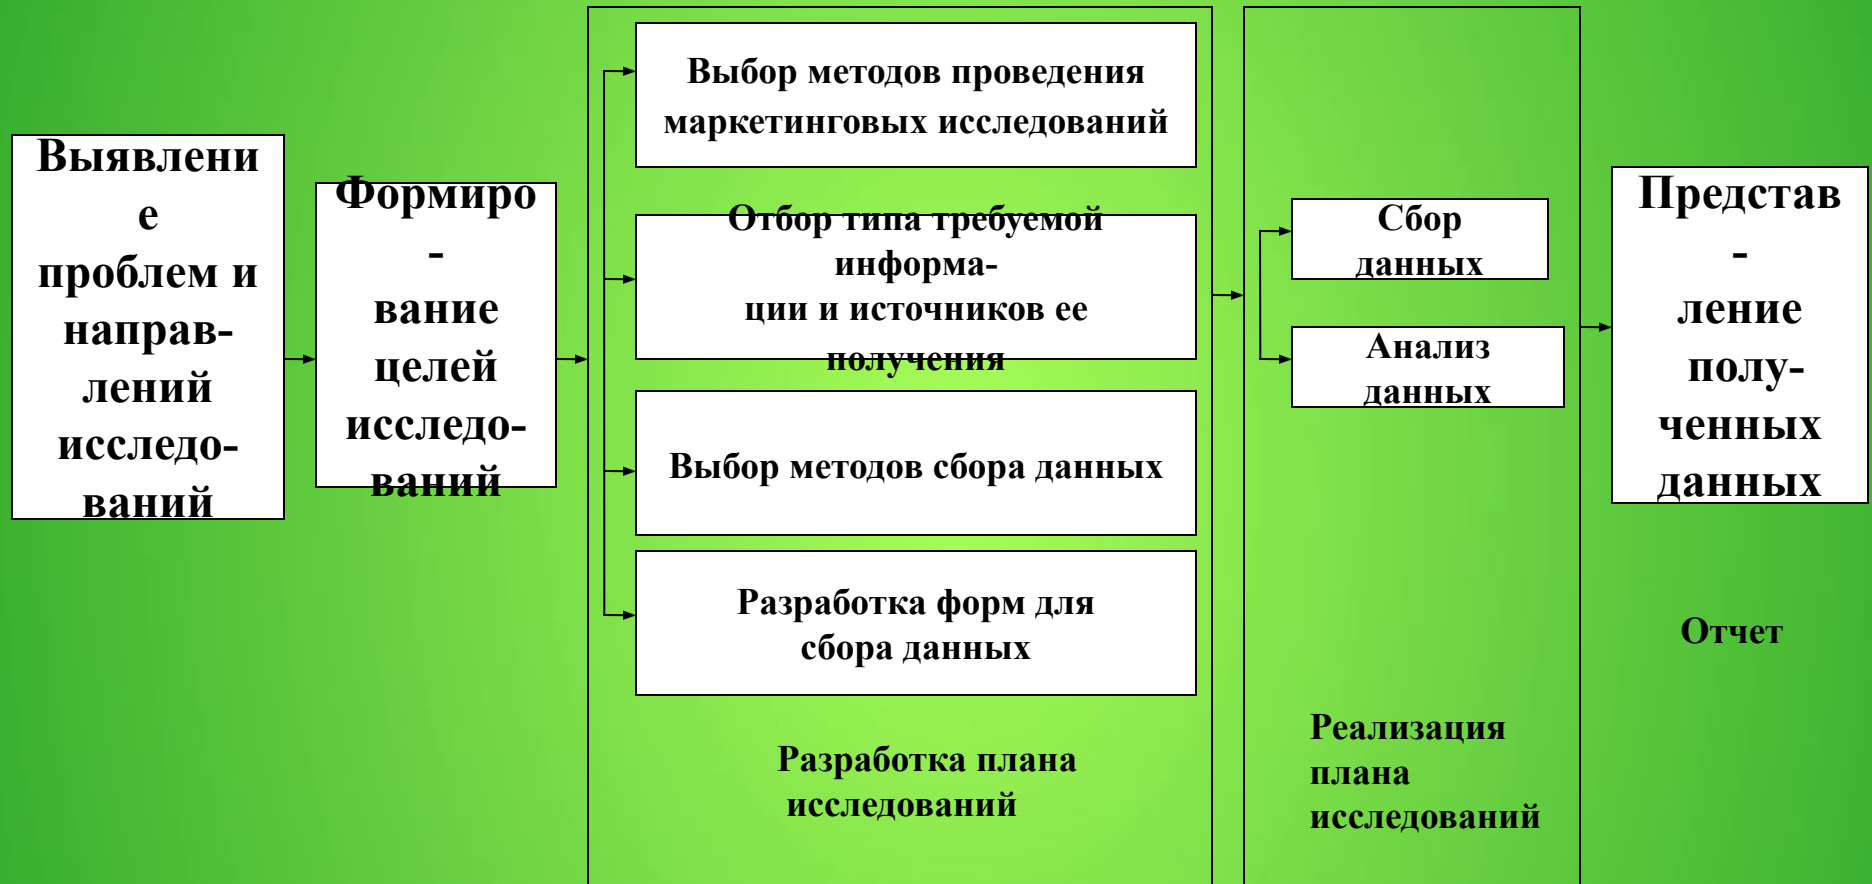 Выявлени
е
проблем и
направ-
лений
исследо-
ваний
Формиро
-
вание
целей
исследо-
ваний
Выбор методов проведения
маркетинговых исследований
Отбор типа требуемой
информа-
ции и источников ее
получения
Выбор методов сбора данных
Разработка форм для
сбора данных
Разработка плана
исследований
Сбор
данных
Анализ
данных
Реализация
плана
исследований
Представ
-
ление
полу-
ченных
данных
Отчет